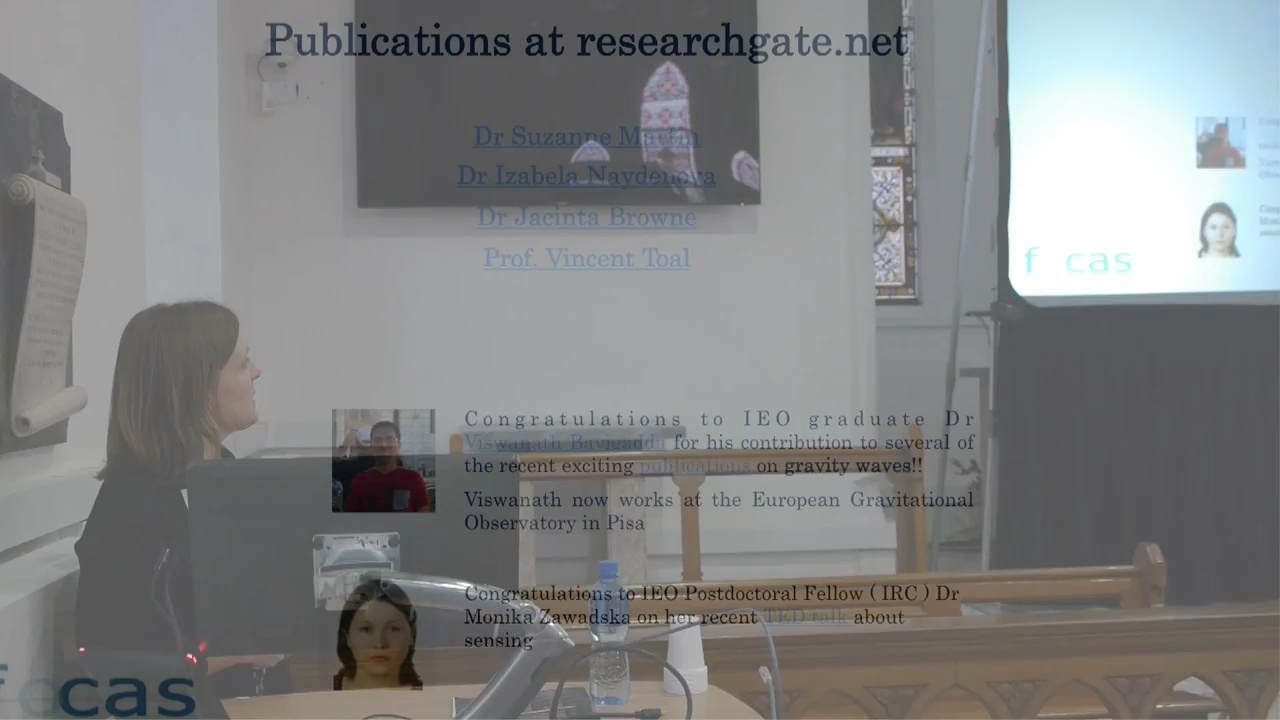 Publications at researchgate.net
Dr Suzanne Martin
Dr Izabela Naydenova
Dr Jacinta Browne
Prof. Vincent Toal
f cas
Congratulations to IEO graduate Dr
Viswanath Bavigadda for his contribution to several of
the recent exciting publications on gravity waves!!
Viswanath now works at the European Gravitational
Observatory in Pisa
Congratulations to IEO Postdoctoral Fellow ( IRC ) Dr
Monika Zawadska on her recent TED talk about
sensing
focas